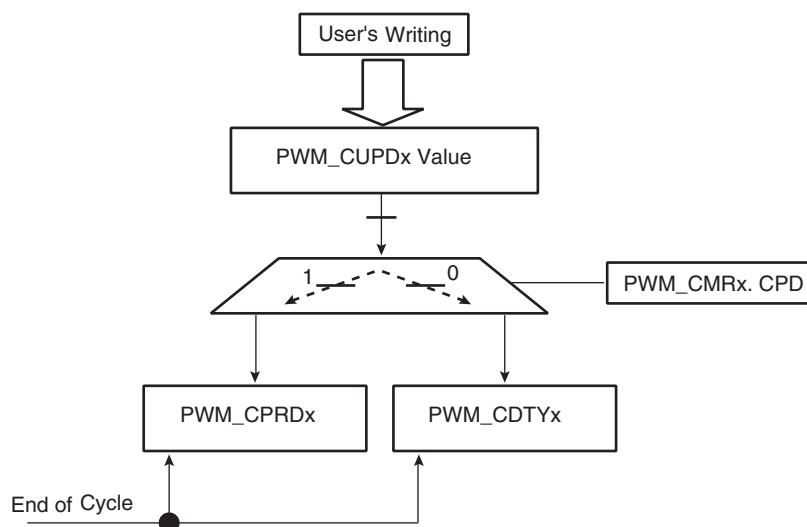 User's Writing
PWM_CUPDx Value
1
0
PWM_CMRx. CPD
PWM_CPRDx
PWM_CDTYx
End of Cycle